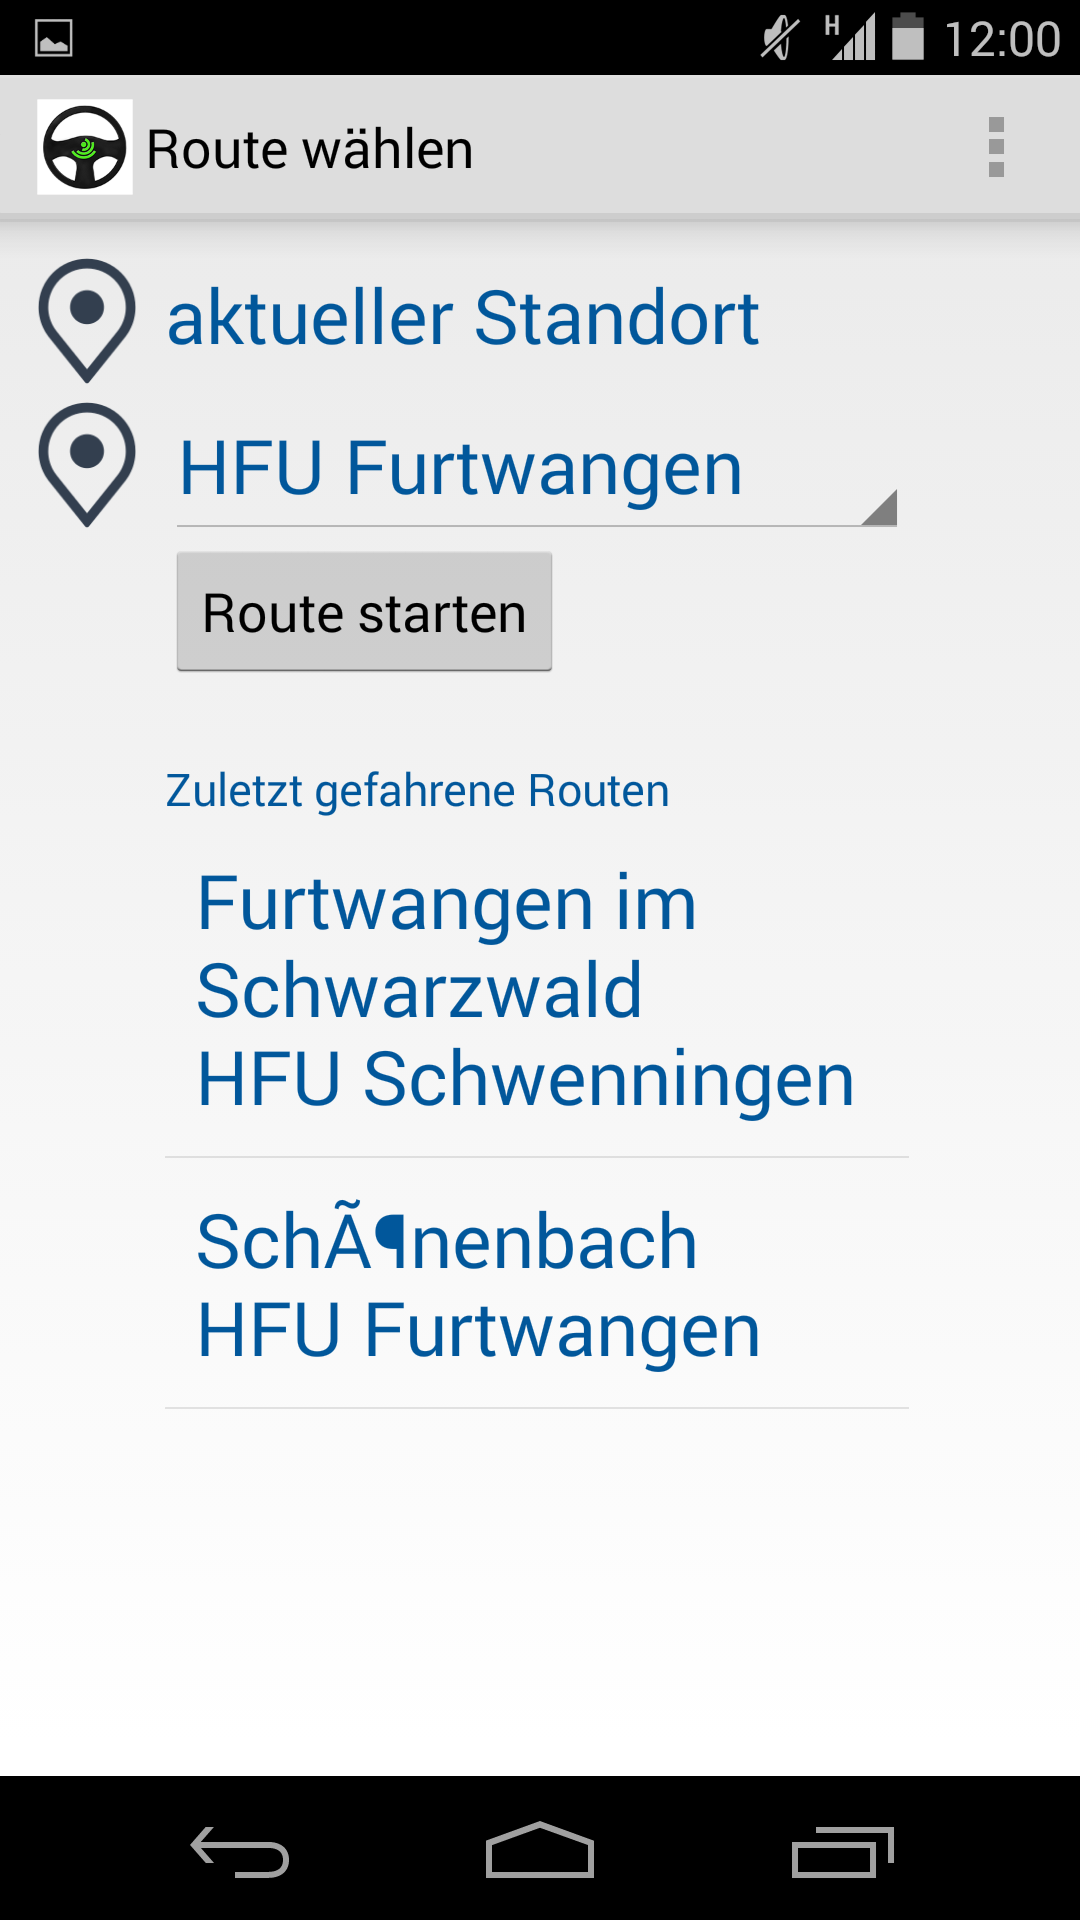 H 12:00
Route wählen
aktueller Standort
HFU Furtwangen
Route starten
Zuletzt gefahrene Routen
Furtwangen im
Schwarzwald
HFU Schwenningen
SchÃ¶nenbach
HFU Furtwangen